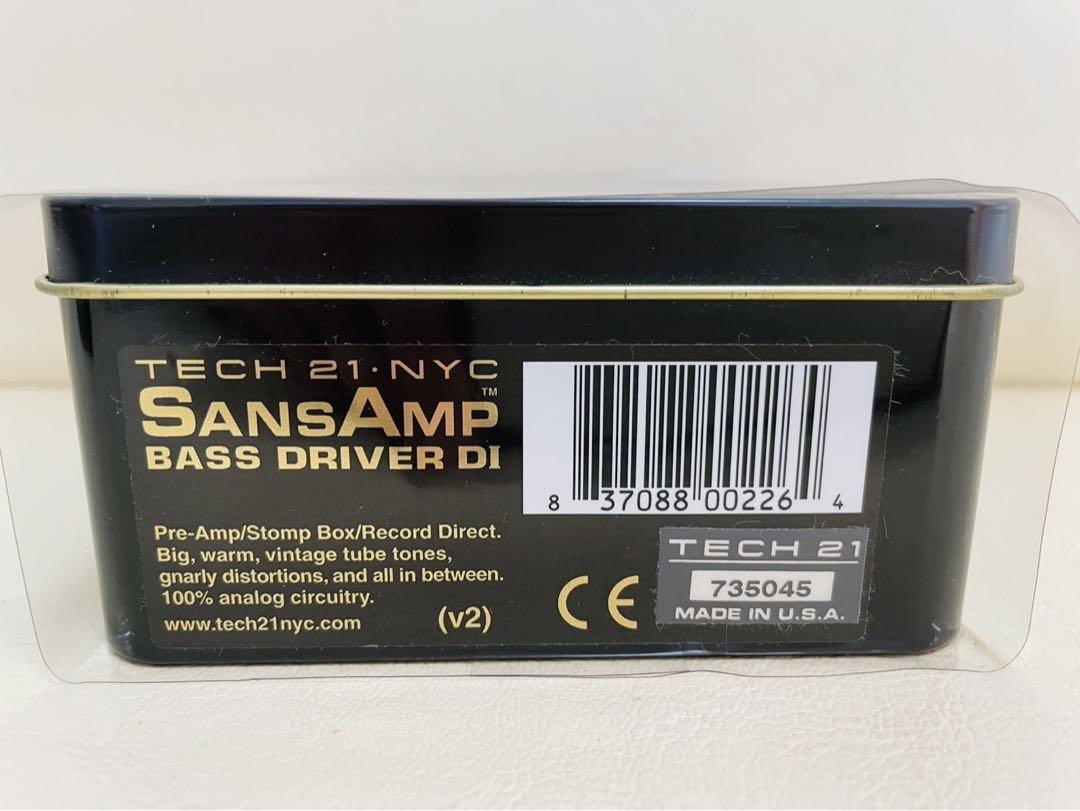 TECH 21·NYC
SANSAMP™
BASS DRIVER DI
Pre-Amp/Stomp Box/Record Direct.
Big, warm, vintage tube tones,
gnarly distortions, and all in between.
100% analog circuitry.
www.tech21nyc.com (v2)
8 37088 00226 4
CE
TECH 21
735045
MADE IN U.S.A.